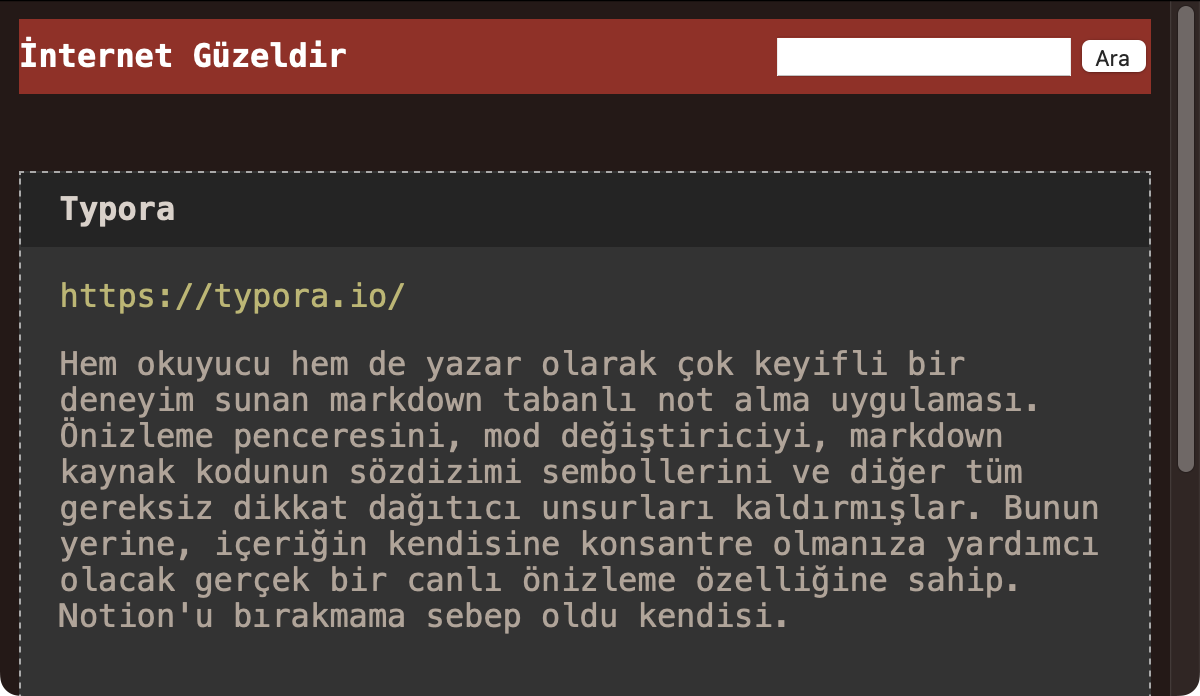 İnternet Güzeldir
Ara
Typora
https://typora.io/
Hem okuyucu hem de yazar olarak çok keyifli bir
deneyim sunan markdown tabanlı not alma uygulaması.
Önizleme penceresini, mod değiştiriciyi, markdown
kaynak kodunun sözdizimi sembollerini ve diğer tüm
gereksiz dikkat dağıtıcı unsurları kaldırmışlar. Bunun
yerine, içeriğin kendisine konsantre olmanıza yardımcı
olacak gerçek bir canlı önizleme özelliğine sahip.
Notion'u bırakmama sebep oldu kendisi.